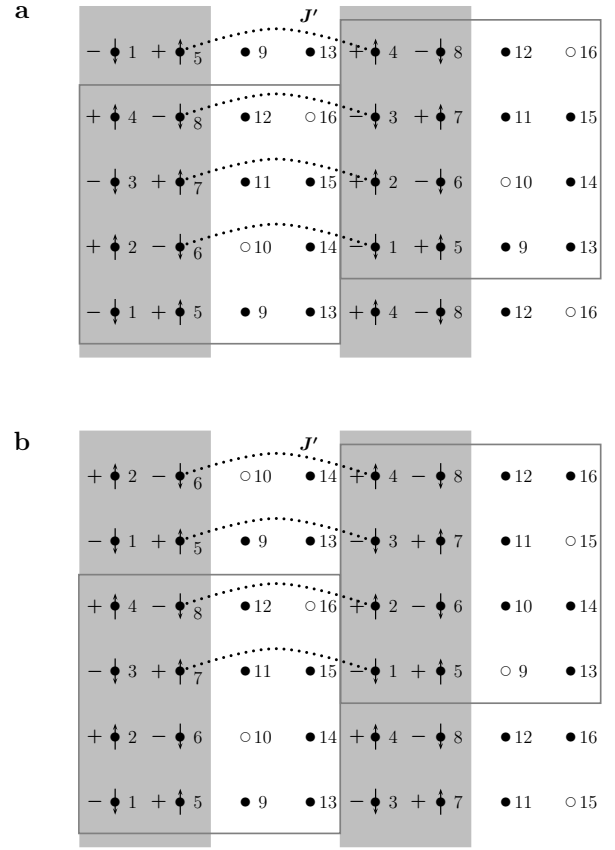 a
J′
− 1 + 5 9 13 + 4 − 8 12 16
+ 4 − 8 12 16 − 3 + 7 11 15
− 3 + 7 11 15 + 2 − 6 10 14
+ 2 − 6 10 14 − 1 + 5 9 13
− 1 + 5 9 13 + 4 − 8 12 16
b
J′
+ 2 − 6 10 14 + 4 − 8 12 16
− 1 + 5 9 13 − 3 + 7 11 15
+ 4 − 8 12 16 + 2 − 6 10 14
− 3 + 7 11 15 − 1 + 5 9 13
+ 2 − 6 10 14 + 4 − 8 12 16
− 1 + 5 9 13 − 3 + 7 11 15